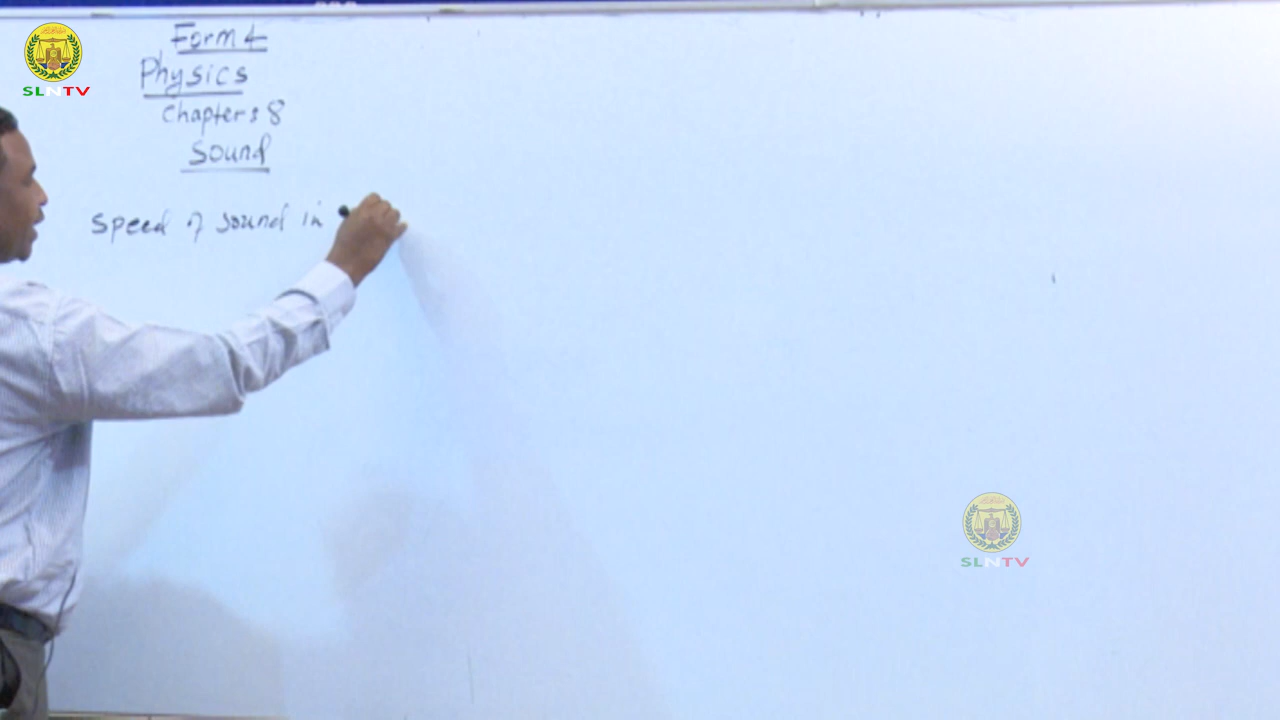 Form 4
Physics
Chapter: 8
Sound
Speed of sound in
SLNTV
SLNTV